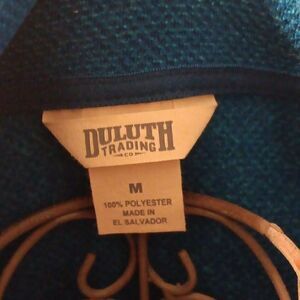 DULUTH
TRADING
CO
M
100% POLYESTER
MADE IN
EL SALVADOR